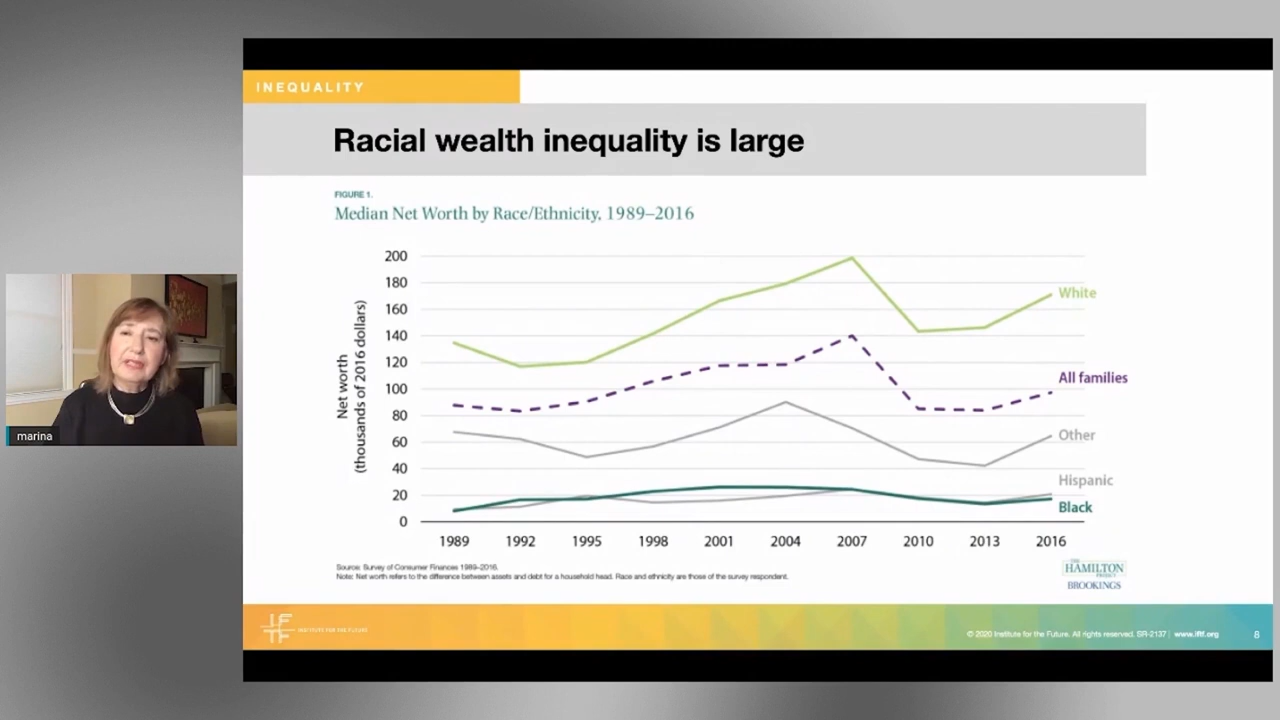 INEQUALITY
Racial wealth inequality is large
FIGURE 1.
Median Net Worth by Race/Ethnicity, 1989–2016
Net worth
(thousands of 2016 dollars)
200
180
160
140
120
100
80
60
40
20
0
White
All families
Other
Hispanic
Black
1989 1992 1995 1998 2001 2004 2007 2010 2013 2016
Source: Survey of Consumer Finances 1989–2016.
Note: Net worth refers to the difference between assets and debt for a household head. Race and ethnicity are those of the survey respondent.
THE
HAMILTON
PROJECT
BROOKINGS
IFTF
INSTITUTE FOR THE FUTURE
© 2020 Institute for the Future. All rights reserved. SR-2137 | www.iftf.org
8
marina